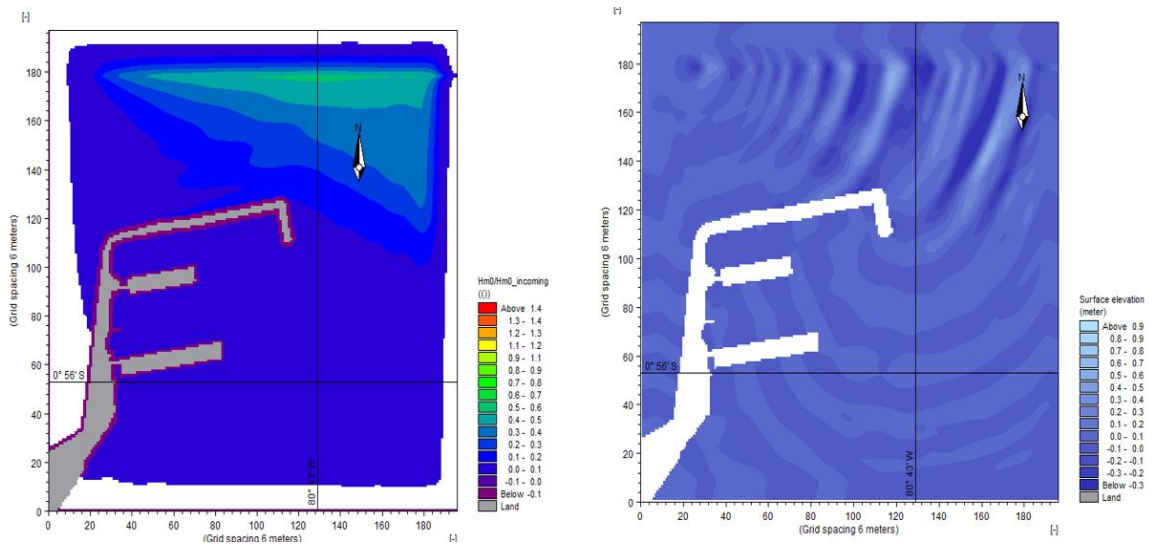 [-]
180
160
140
120
100
80
60
40
20
0
(Grid spacing 6 meters)
N
0° 56' S
80° 43' W
0 20 40 60 80 100 120 140 160 180
(Grid spacing 6 meters)
[-]
Hm0/Hm0_incoming
(())
Above 1.4
1.3 - 1.4
1.2 - 1.3
1.1 - 1.2
0.9 - 1.1
0.8 - 0.9
0.7 - 0.8
0.6 - 0.7
0.5 - 0.6
0.4 - 0.5
0.3 - 0.4
0.2 - 0.3
0.1 - 0.2
0.0 - 0.1
-0.1 - 0.0
Below -0.1
Land
[-]
180
160
140
120
100
80
60
40
20
0
(Grid spacing 6 meters)
N
0° 56' S
80° 43' W
0 20 40 60 80 100 120 140 160 180
(Grid spacing 6 meters)
[-]
Surface elevation
(meter)
Above 0.9
0.8 - 0.9
0.7 - 0.8
0.6 - 0.7
0.5 - 0.6
0.4 - 0.5
0.3 - 0.4
0.2 - 0.3
0.1 - 0.2
0.0 - 0.1
-0.1 - 0.0
-0.2 - -0.1
-0.3 - -0.2
Below -0.3
Land